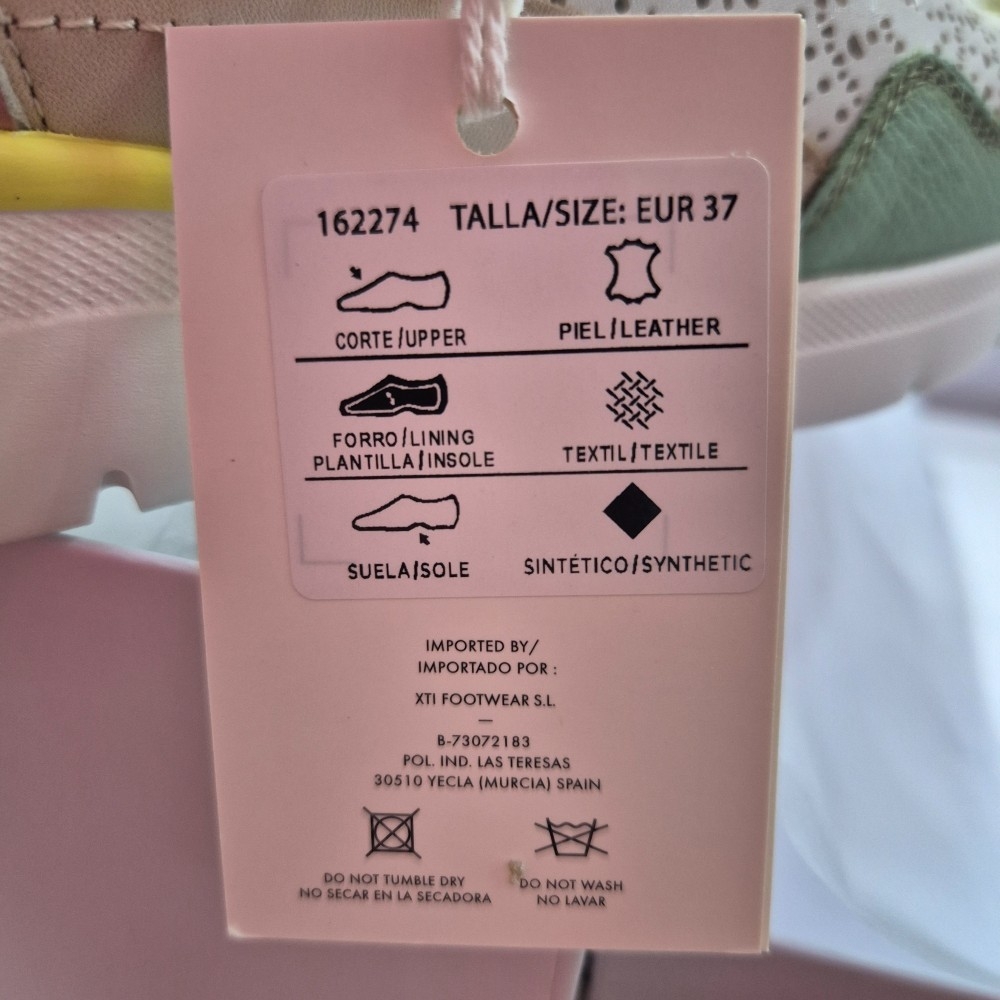 162274 TALLA/SIZE: EUR 37
CORTE/UPPER PIEL/LEATHER
FORRO/LINING
PLANTILLA/INSOLE TEXTIL/TEXTILE
SUELA/SOLE SINTÉTICO/SYNTHETIC
IMPORTED BY/
IMPORTADO POR :
XTI FOOTWEAR S.L.
B-73072183
POL. IND. LAS TERESAS
30510 YECLA (MURCIA) SPAIN
DO NOT TUMBLE DRY
NO SECAR EN LA SECADORA
DO NOT WASH
NO LAVAR